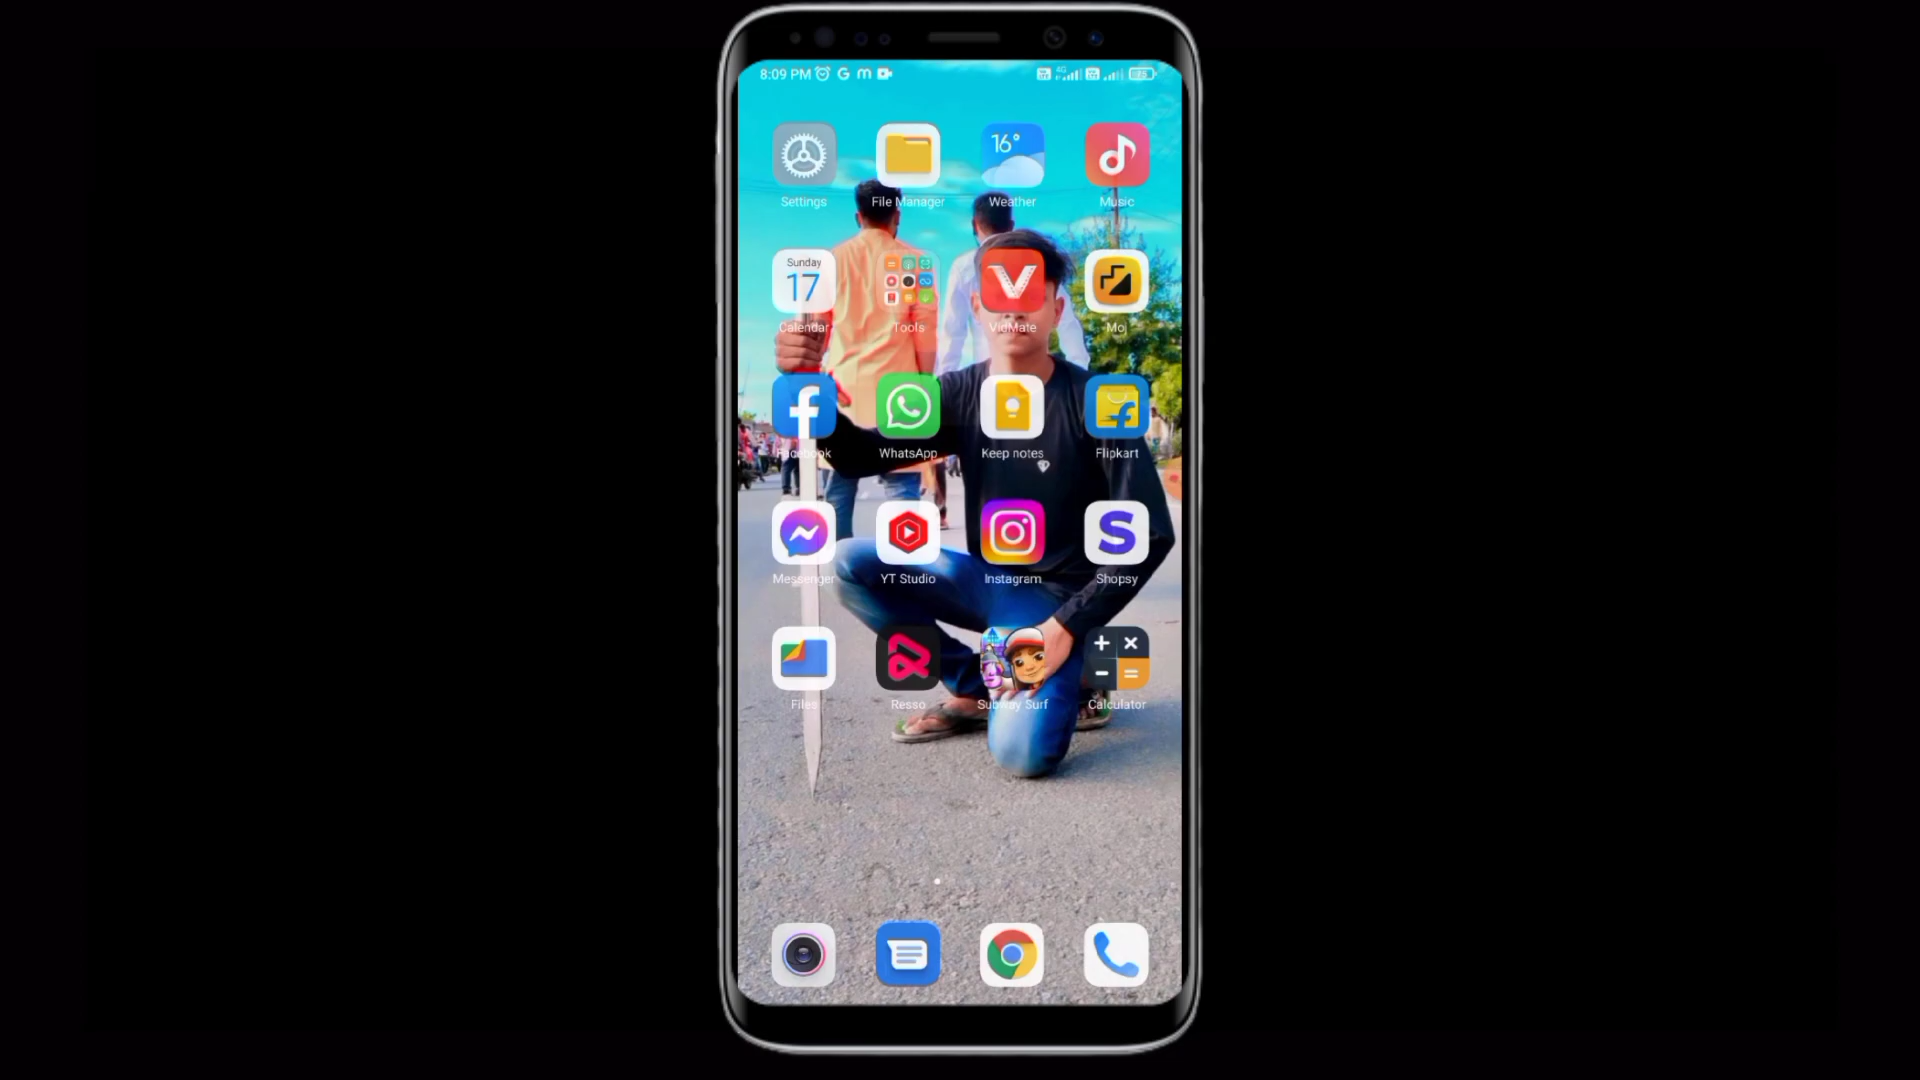 8:09 PM
16°
Settings
File Manager
Weather
Music
Sunday
17
Calendar
Tools
VidMate
Moj
Facebook
WhatsApp
Keep notes
Flipkart
Messenger
YT Studio
Instagram
Shopsy
Files
Resso
Subway Surf
Calculator